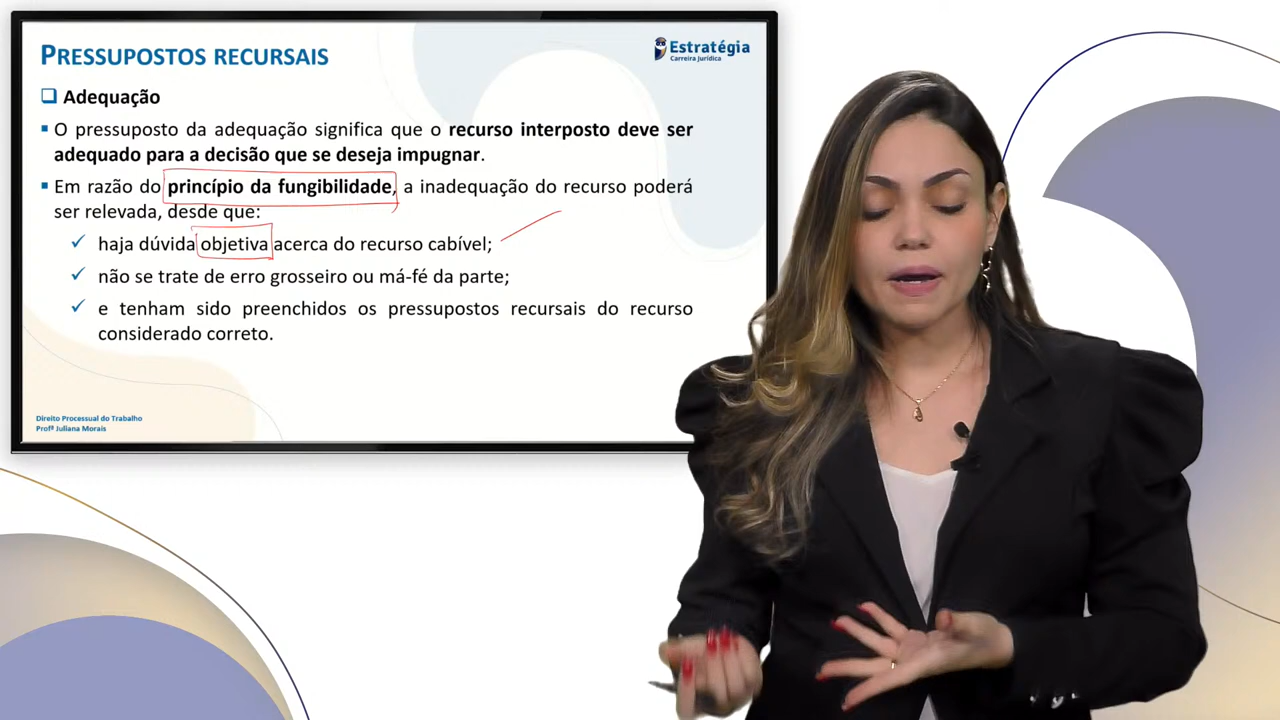 PRESSUPOSTOS RECURSAIS
Estratégia
Carreira Jurídica
Adequação
O pressuposto da adequação significa que o recurso interposto deve ser
adequado para a decisão que se deseja impugnar.
Em razão do princípio da fungibilidade, a inadequação do recurso poderá
ser relevada, desde que:
haja dúvida objetiva acerca do recurso cabível;
não se trate de erro grosseiro ou má-fé da parte;
e tenham sido preenchidos os pressupostos recursais do recurso
considerado correto.
Direito Processual do Trabalho
Profª Juliana Morais